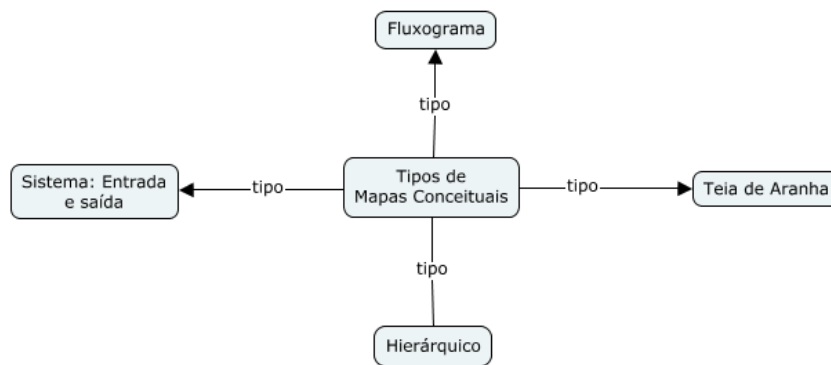 Fluxograma
tipo
Sistema: Entrada
e saída
tipo
Tipos de
Mapas Conceituais
tipo
Teia de Aranha
tipo
Hierárquico